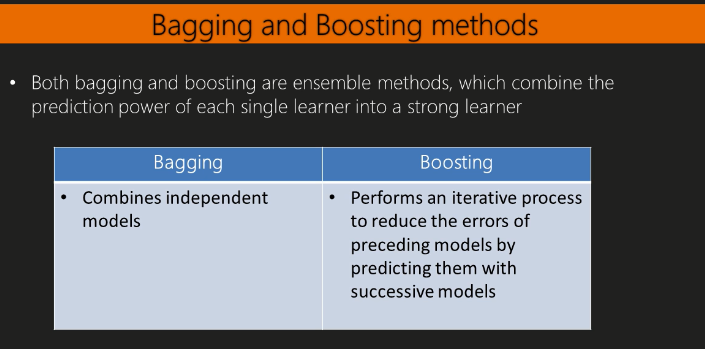 Bagging and Boosting methods
• Both bagging and boosting are ensemble methods, which combine the
prediction power of each single learner into a strong learner
Bagging
Boosting
• Combines independent
models
• Performs an iterative process
to reduce the errors of
preceding models by
predicting them with
successive models